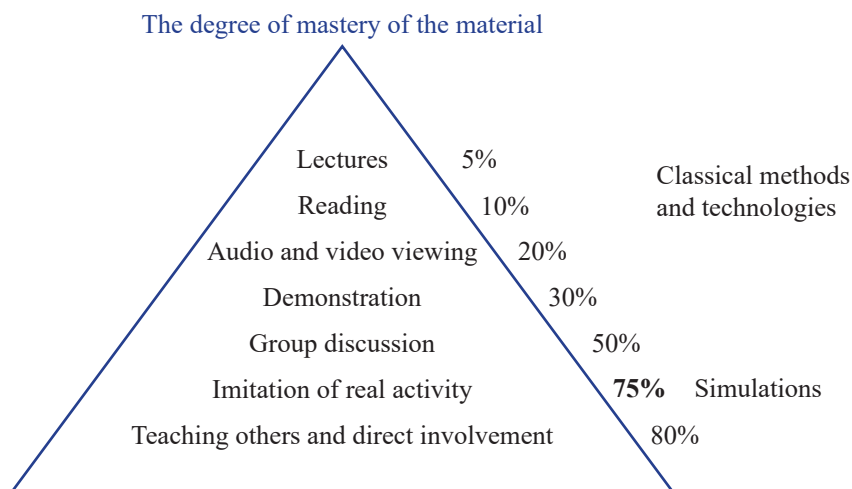 The degree of mastery of the material
Lectures 5%
Classical methods
and technologies
Reading 10%
Audio and video viewing 20%
Demonstration 30%
Group discussion 50%
Imitation of real activity 75% Simulations
Teaching others and direct involvement 80%